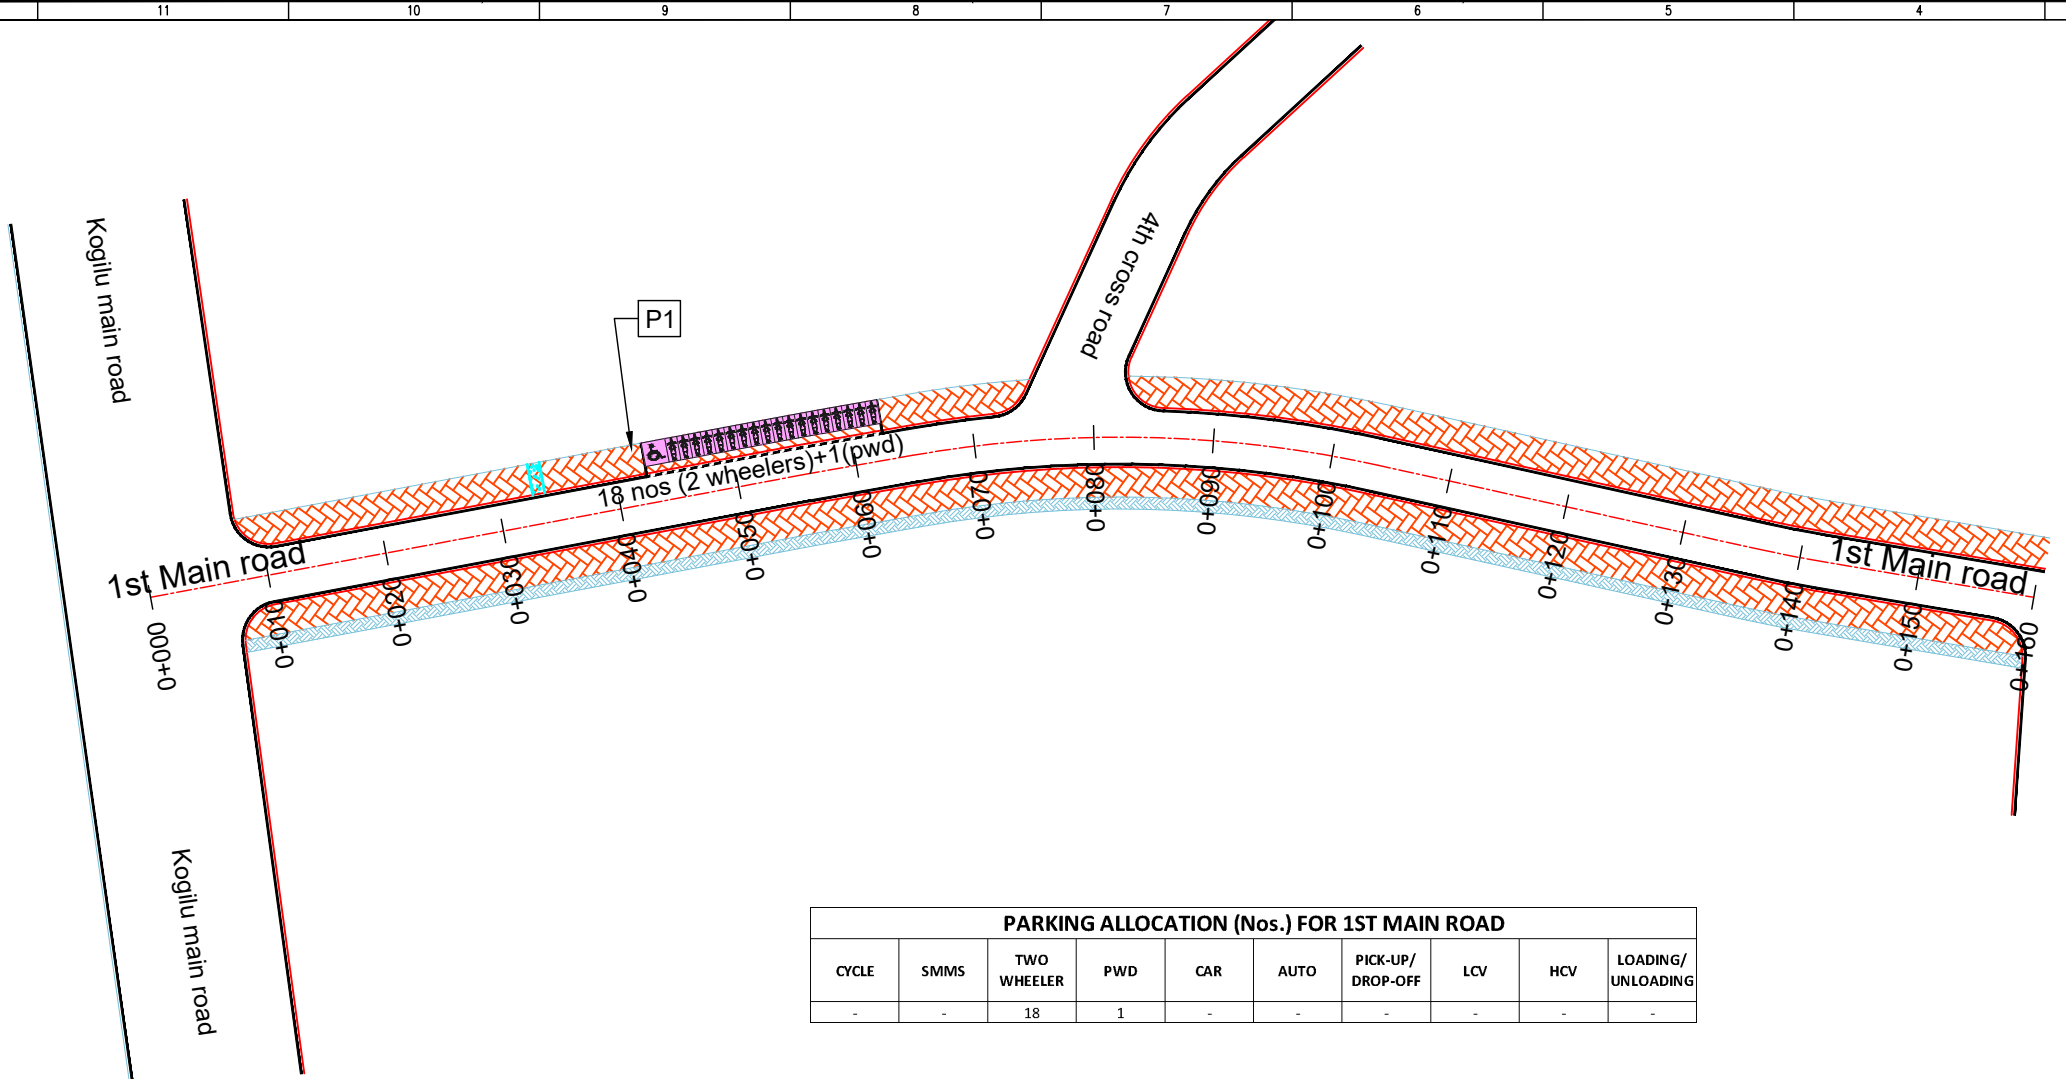 11 10 9 8 7 6 5 4
Kogilu main road
4th cross road
P1
18 nos (2 wheelers)+1(pwd)
1st Main road
1st Main road
0+000
0+010
0+020
0+030
0+040
0+050
0+060
0+070
0+080
0+090
0+100
0+110
0+120
0+130
0+140
0+150
0+160
Kogilu main road
PARKING ALLOCATION (Nos.) FOR 1ST MAIN ROAD
CYCLE SMMS TWO WHEELER PWD CAR AUTO PICK-UP/ DROP-OFF LCV HCV LOADING/ UNLOADING
- - 18 1 - - - - - -